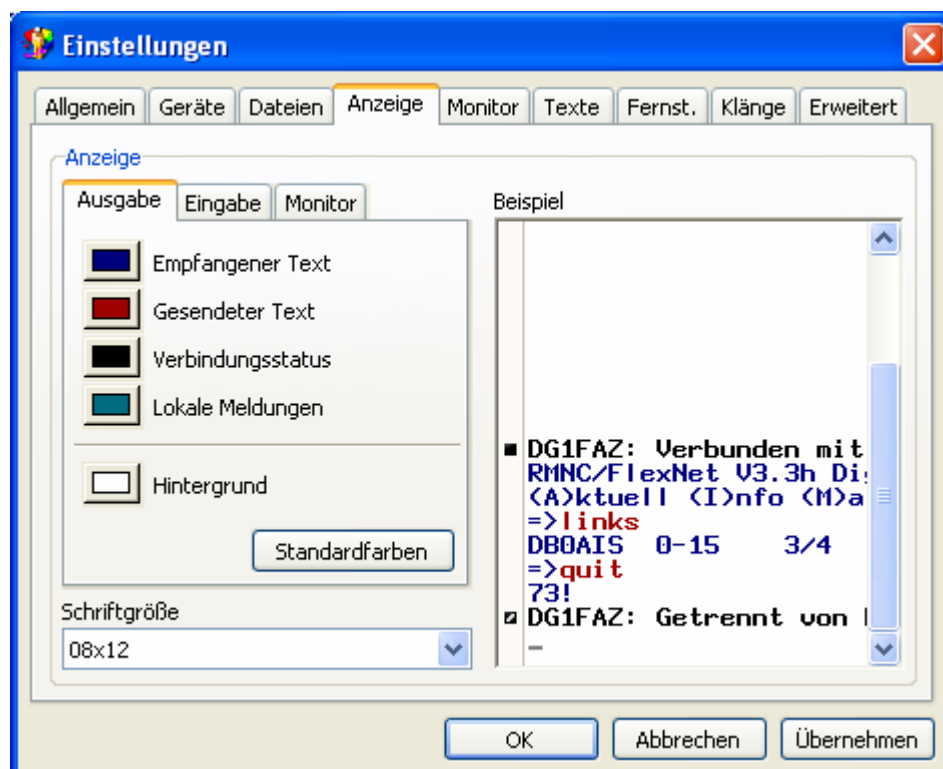 Einstellungen
Allgemein Geräte Dateien Anzeige Monitor Texte Fernst. Klänge Erweitert
Anzeige
Ausgabe Eingabe Monitor
Empfangener Text
Gesendeter Text
Verbindungsstatus
Lokale Meldungen
Hintergrund
Standardfarben
Schriftgröße
08x12
Beispiel
DG1FAZ: Verbunden mit
RMNC/FlexNet V3.3h Di
(A)ktuell (I)nfo (M)a
=>links
DB0AIS 0-15 3/4
=>quit
73!
DG1FAZ: Getrennt von
OK Abbrechen Übernehmen